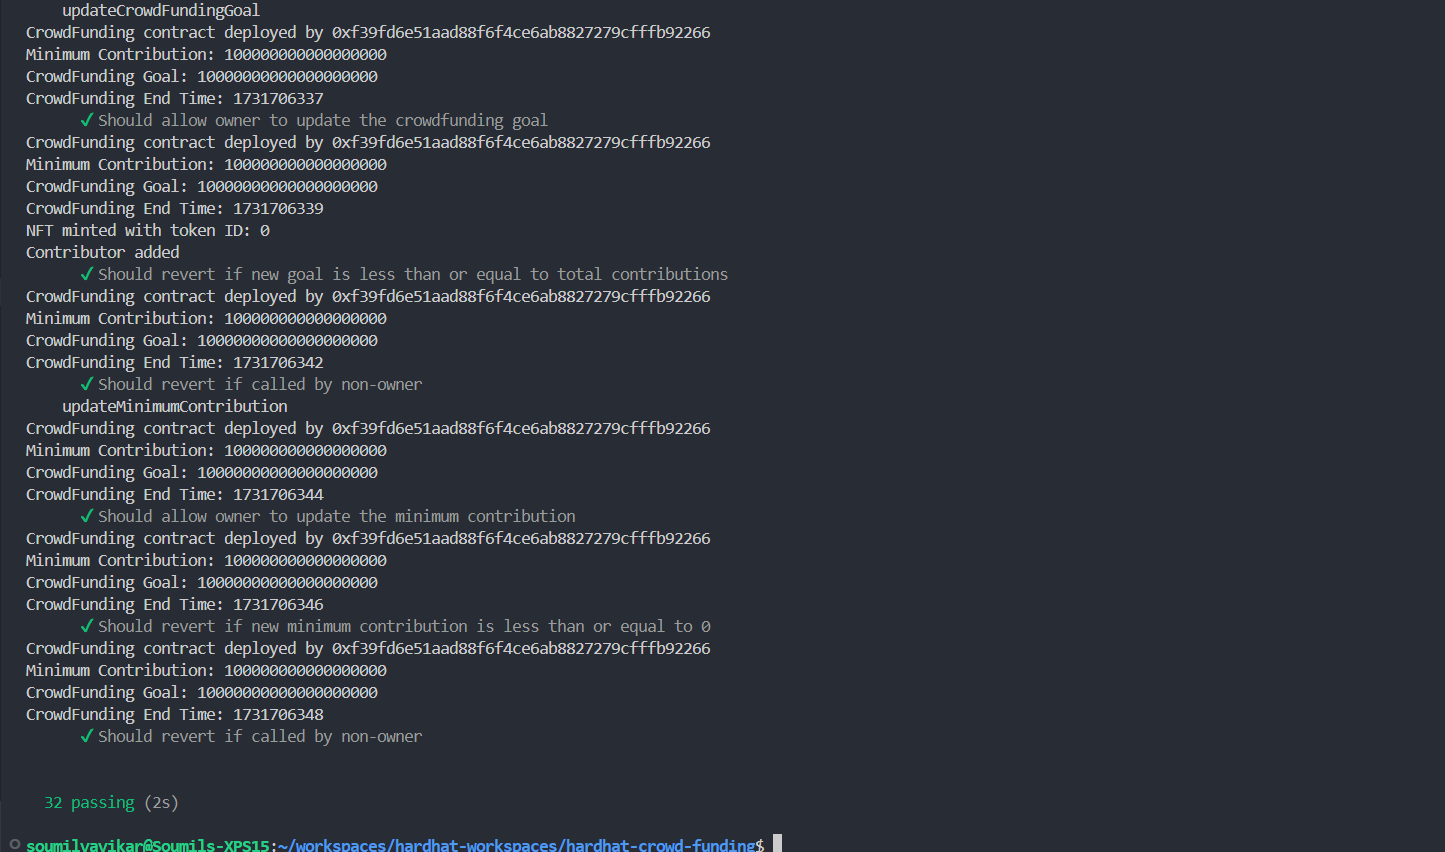 updateCrowdFundingGoal
CrowdFunding contract deployed by 0xf39fd6e51aad88f6f4ce6ab8827279cfffb92266
Minimum Contribution: 100000000000000000
CrowdFunding Goal: 10000000000000000000
CrowdFunding End Time: 1731706337
✓ Should allow owner to update the crowdfunding goal
CrowdFunding contract deployed by 0xf39fd6e51aad88f6f4ce6ab8827279cfffb92266
Minimum Contribution: 100000000000000000
CrowdFunding Goal: 10000000000000000000
CrowdFunding End Time: 1731706339
NFT minted with token ID: 0
Contributor added
✓ Should revert if new goal is less than or equal to total contributions
CrowdFunding contract deployed by 0xf39fd6e51aad88f6f4ce6ab8827279cfffb92266
Minimum Contribution: 100000000000000000
CrowdFunding Goal: 10000000000000000000
CrowdFunding End Time: 1731706342
✓ Should revert if called by non-owner
updateMinimumContribution
CrowdFunding contract deployed by 0xf39fd6e51aad88f6f4ce6ab8827279cfffb92266
Minimum Contribution: 100000000000000000
CrowdFunding Goal: 10000000000000000000
CrowdFunding End Time: 1731706344
✓ Should allow owner to update the minimum contribution
CrowdFunding contract deployed by 0xf39fd6e51aad88f6f4ce6ab8827279cfffb92266
Minimum Contribution: 100000000000000000
CrowdFunding Goal: 10000000000000000000
CrowdFunding End Time: 1731706346
✓ Should revert if new minimum contribution is less than or equal to 0
CrowdFunding contract deployed by 0xf39fd6e51aad88f6f4ce6ab8827279cfffb92266
Minimum Contribution: 100000000000000000
CrowdFunding Goal: 10000000000000000000
CrowdFunding End Time: 1731706348
✓ Should revert if called by non-owner
32 passing (2s)
soumilvavikar@Soumils-XPS15:~/workspaces/hardhat-workspaces/hardhat-crowd-funding$